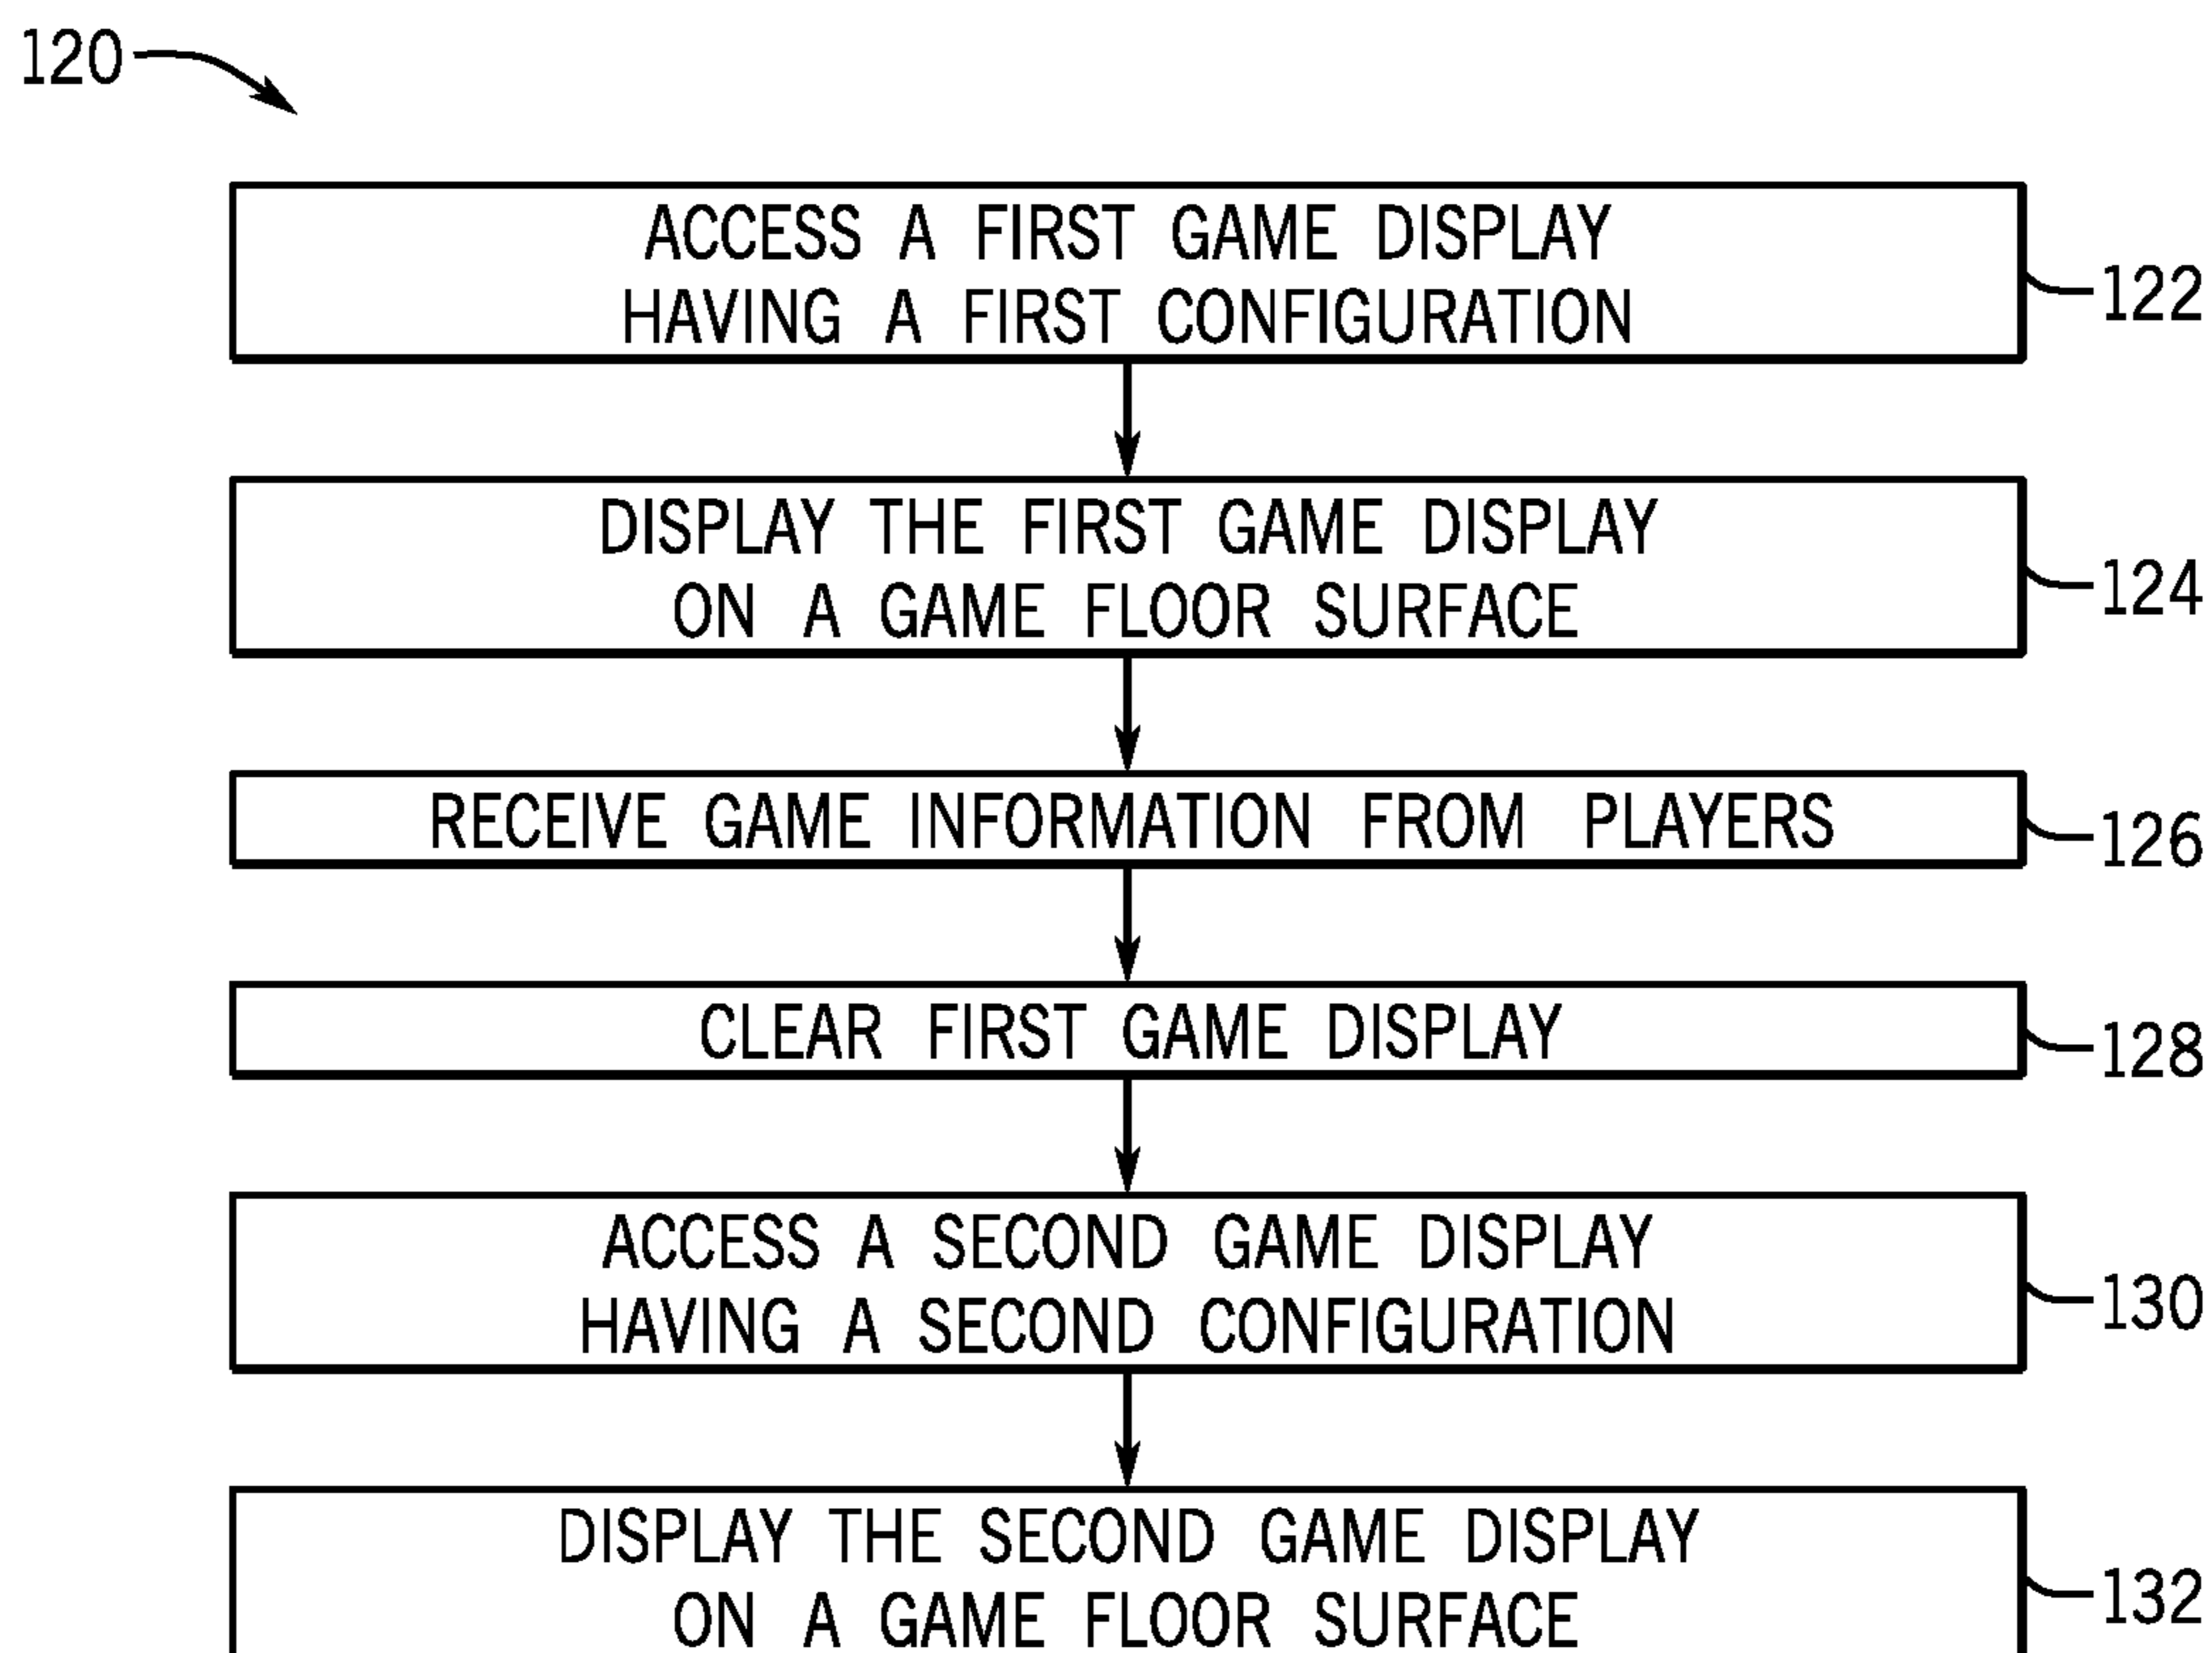 120
ACCESS A FIRST GAME DISPLAY
HAVING A FIRST CONFIGURATION
122
DISPLAY THE FIRST GAME DISPLAY
ON A GAME FLOOR SURFACE
124
RECEIVE GAME INFORMATION FROM PLAYERS
126
CLEAR FIRST GAME DISPLAY
128
ACCESS A SECOND GAME DISPLAY
HAVING A SECOND CONFIGURATION
130
DISPLAY THE SECOND GAME DISPLAY
ON A GAME FLOOR SURFACE
132